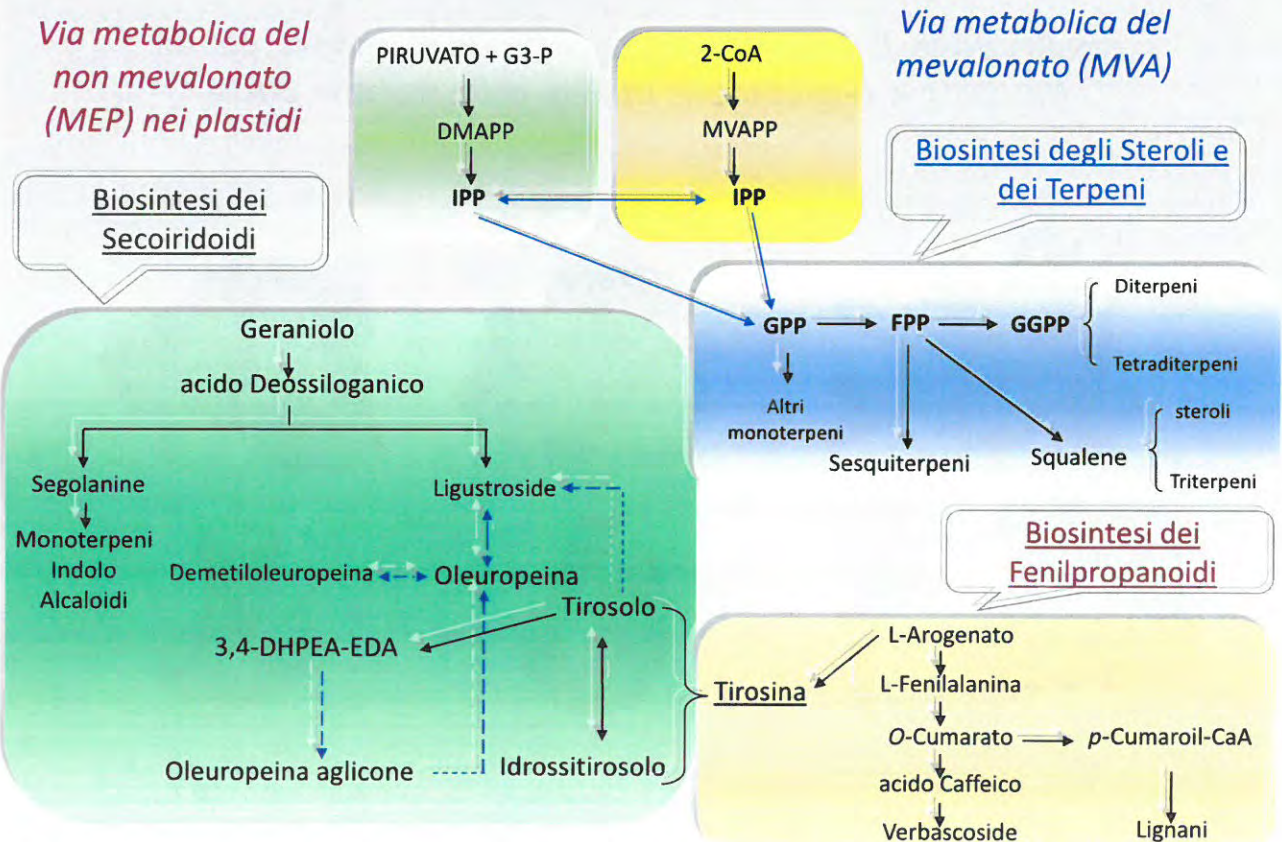 Via metabolica del
non mevalonato
(MEP) nei plastidi
PIRUVATO + G3-P
DMAPP
IPP
2-CoA
MVAPP
IPP
Via metabolica del
mevalonato (MVA)
Biosintesi degli Steroli e
dei Terpeni
Biosintesi dei
Secoiridoidi
GPP
FPP
GGPP
Diterpeni
Tetraditerpeni
Altri
monoterpeni
Sesquiterpeni
Squalene
steroli
Triterpeni
Geraniolo
acido Deossiloganico
Segolanine
Monoterpeni
Indolo
Alcaloidi
Ligustroside
Demetiloleuropeina
Oleuropeina
Tirosolo
3,4-DHPEA-EDA
Oleuropeina aglicone
Idrossitirosolo
Biosintesi dei
Fenilpropanoidi
Tirosina
L-Arogenato
L-Fenilalanina
O-Cumarato
p-Cumaroil-CaA
acido Caffeico
Verbascoside
Lignani